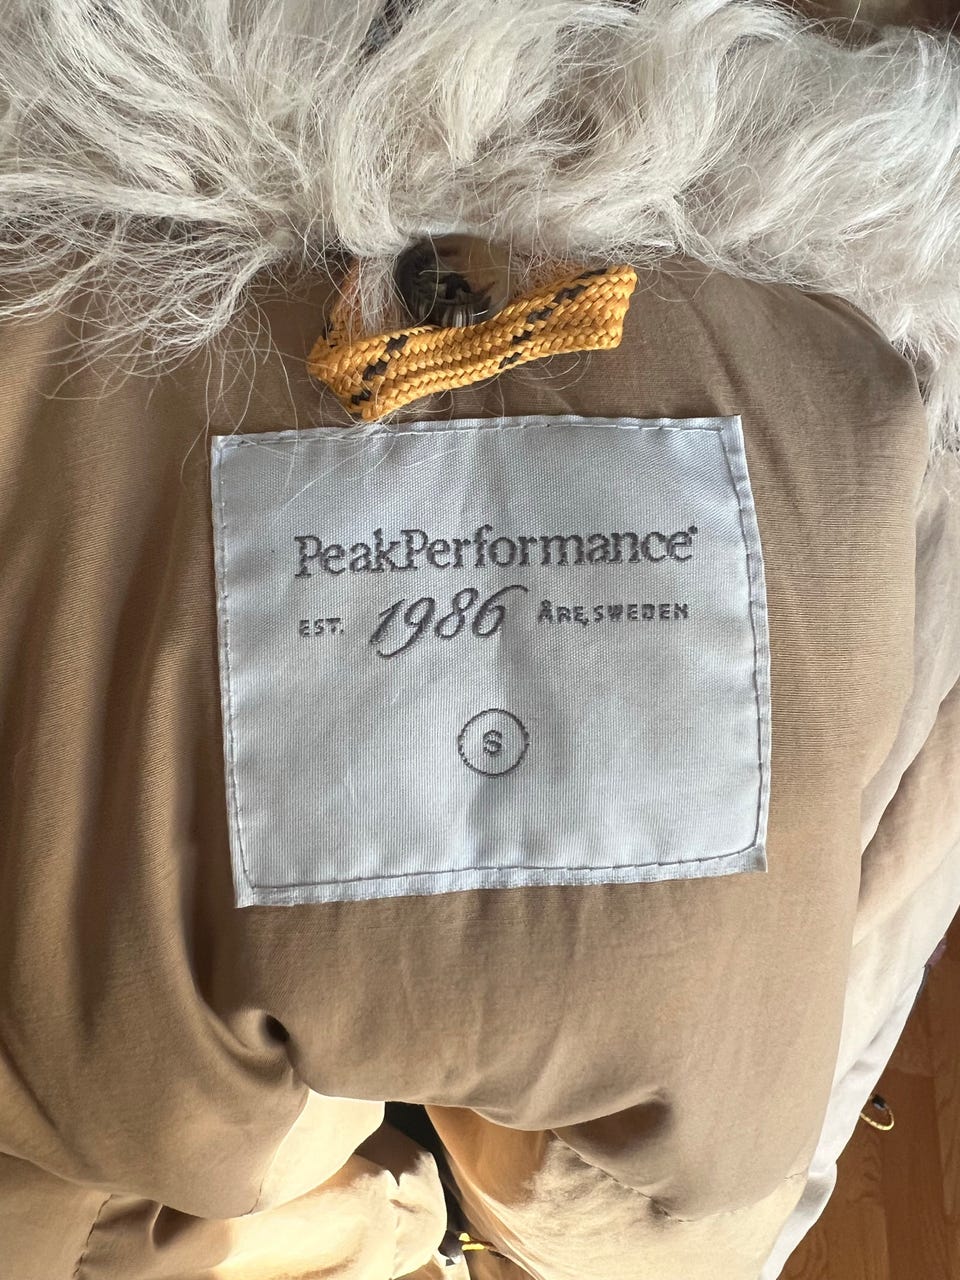 PeakPerformance®
EST. 1986 ÅRE, SWEDEN
S